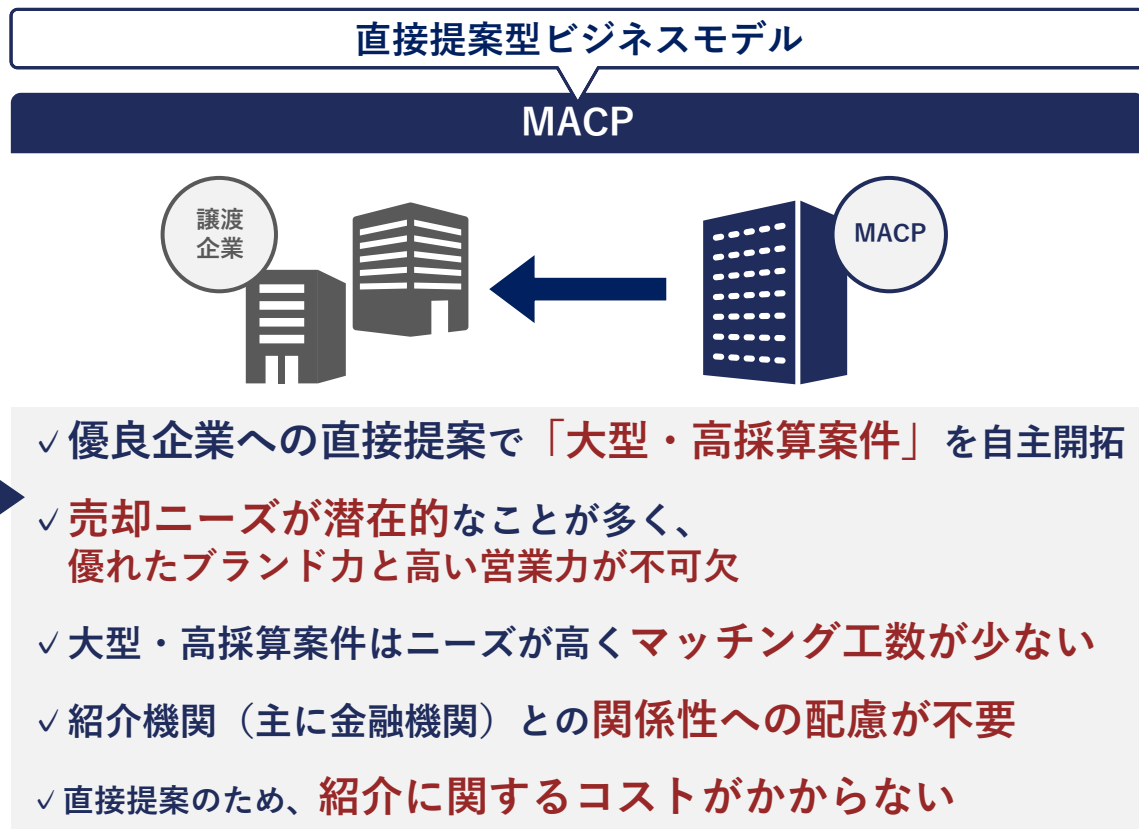 直接提案型ビジネスモデル
MACP
譲渡
企業
MACP
✓優良企業への直接提案で「大型・高採算案件」を自主開拓
✓売却ニーズが潜在的なことが多く、
優れたブランド力と高い営業力が不可欠
✓大型・高採算案件はニーズが高くマッチング工数が少ない
✓紹介機関（主に金融機関）との関係性への配慮が不要
✓直接提案のため、紹介に関するコストがかからない